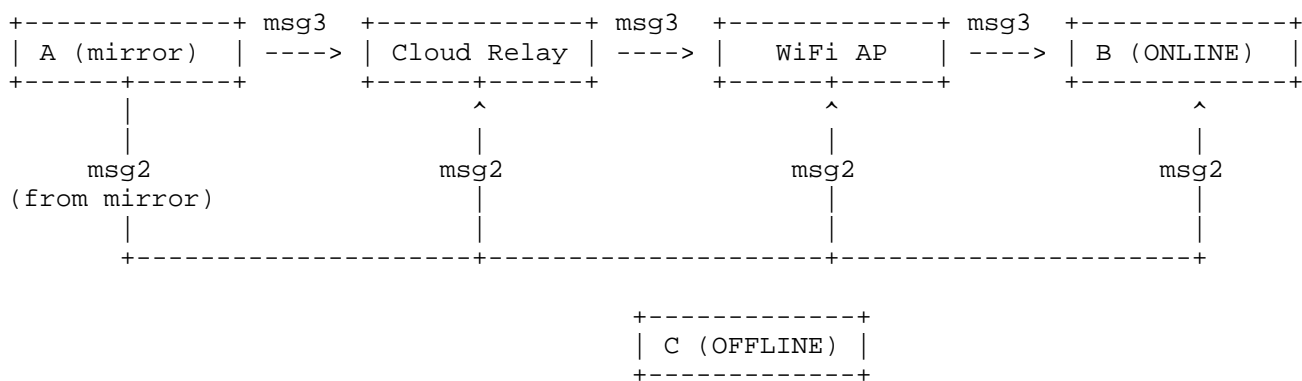 msg3 msg3 msg3
A (mirror) ----> Cloud Relay ----> WiFi AP ----> B (ONLINE)
msg2 msg2 msg2 msg2
(from mirror)
C (OFFLINE)